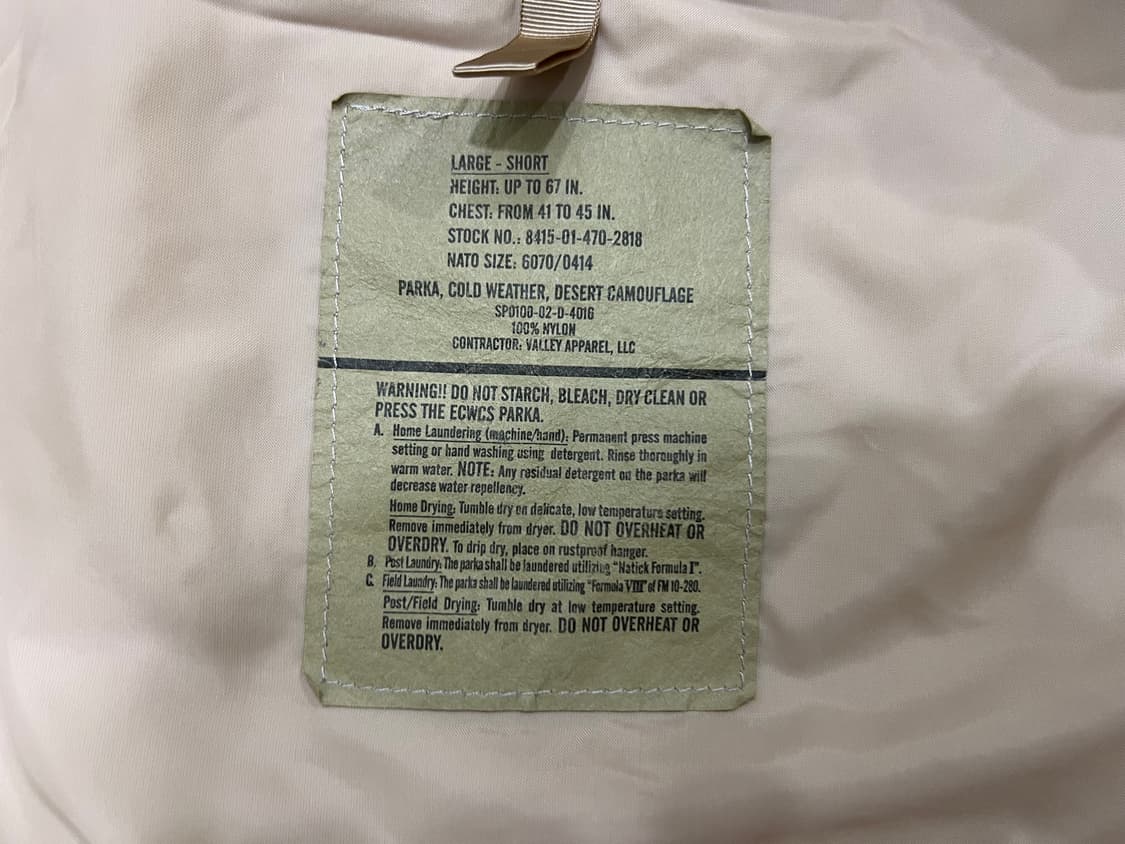 LARGE - SHORT
HEIGHT: UP TO 67 IN.
CHEST: FROM 41 TO 45 IN.
STOCK NO.: 8415-01-470-2818
NATO SIZE: 6070/0414
PARKA, COLD WEATHER, DESERT CAMOUFLAGE
SP0100-02-D-4016
100% NYLON
CONTRACTOR: VALLEY APPAREL, LLC
WARNING!! DO NOT STARCH, BLEACH, DRY CLEAN OR
PRESS THE ECWCS PARKA.
A. Home Laundering (machine/hand): Permanent press machine
setting or hand washing using detergent. Rinse thoroughly in
warm water. NOTE: Any residual detergent on the parka will
decrease water repellency.
Home Drying: Tumble dry on delicate, low temperature setting.
Remove immediately from dryer. DO NOT OVERHEAT OR
OVERDRY. To drip dry, place on rustproof hanger.
B. Post Laundry: The parka shall be laundered utilizing "Natick Formula I".
C. Field Laundry: The parka shall be laundered utilizing "Formula VIII" of FM 10-280.
Post/Field Drying: Tumble dry at low temperature setting.
Remove immediately from dryer. DO NOT OVERHEAT OR
OVERDRY.